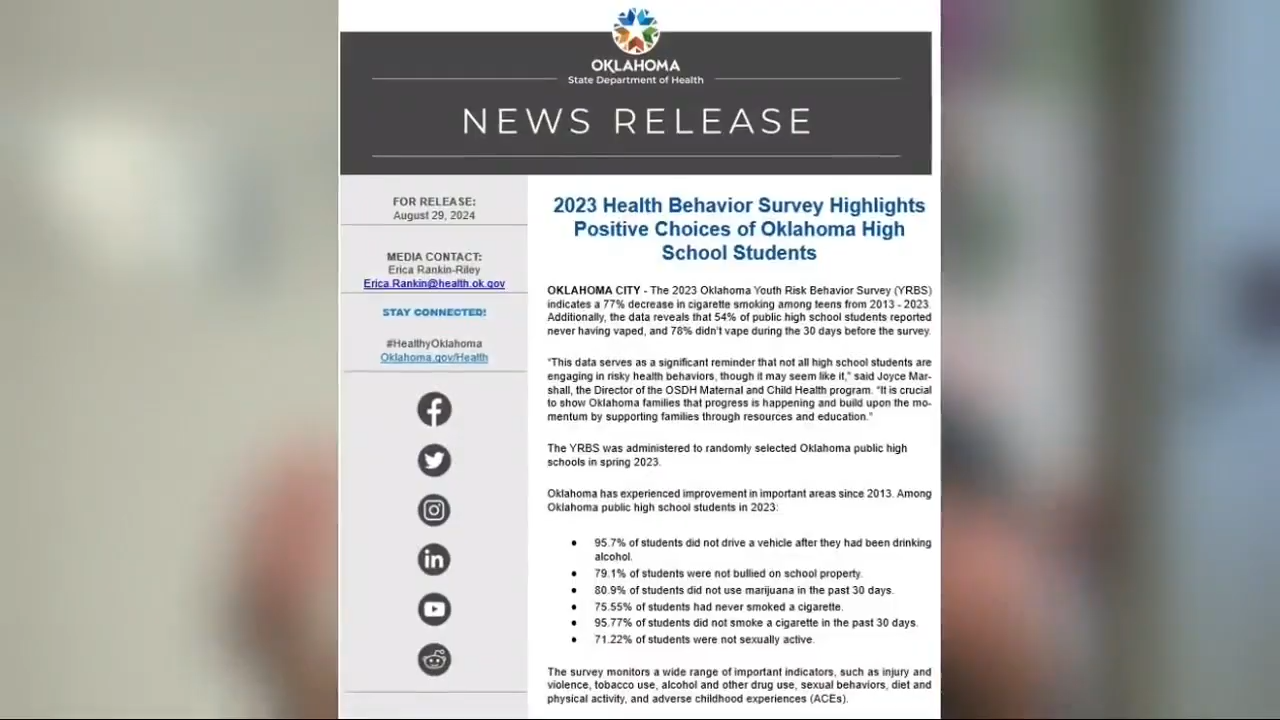 OKLAHOMA
State Department of Health
NEWS RELEASE
FOR RELEASE:
August 29, 2024
MEDIA CONTACT:
Erica Rankin-Riley
Erica.Rankin@health.ok.gov
STAY CONNECTED!
#HealthyOklahoma
Oklahoma.gov/Health
2023 Health Behavior Survey Highlights
Positive Choices of Oklahoma High
School Students
OKLAHOMA CITY - The 2023 Oklahoma Youth Risk Behavior Survey (YRBS)
indicates a 77% decrease in cigarette smoking among teens from 2013 - 2023.
Additionally, the data reveals that 54% of public high school students reported
never having vaped, and 78% didn't vape during the 30 days before the survey.
"This data serves as a significant reminder that not all high school students are
engaging in risky health behaviors, though it may seem like it," said Joyce Mar-
shall, the Director of the OSDH Maternal and Child Health program. "It is crucial
to show Oklahoma families that progress is happening and build upon the mo-
mentum by supporting families through resources and education."
The YRBS was administered to randomly selected Oklahoma public high
schools in spring 2023.
Oklahoma has experienced improvement in important areas since 2013. Among
Oklahoma public high school students in 2023:
• 95.7% of students did not drive a vehicle after they had been drinking
alcohol.
• 79.1% of students were not bullied on school property.
• 80.9% of students did not use marijuana in the past 30 days.
• 75.55% of students had never smoked a cigarette.
• 95.77% of students did not smoke a cigarette in the past 30 days.
• 71.22% of students were not sexually active.
The survey monitors a wide range of important indicators, such as injury and
violence, tobacco use, alcohol and other drug use, sexual behaviors, diet and
physical activity, and adverse childhood experiences (ACEs).